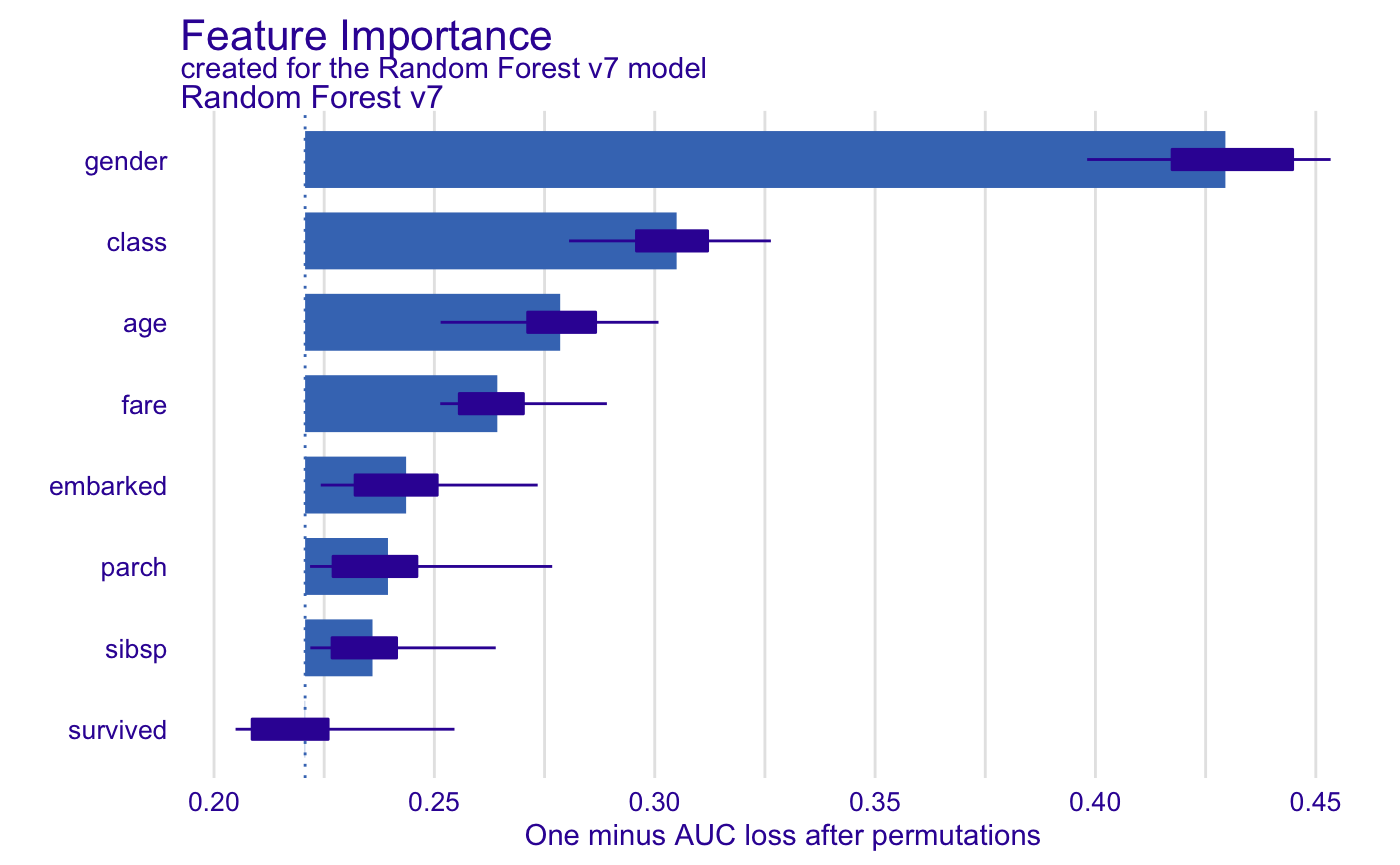 Feature Importance
created for the Random Forest v7 model
Random Forest v7
gender
class
age
fare
embarked
parch
sibsp
survived
0.20 0.25 0.30 0.35 0.40 0.45
One minus AUC loss after permutations